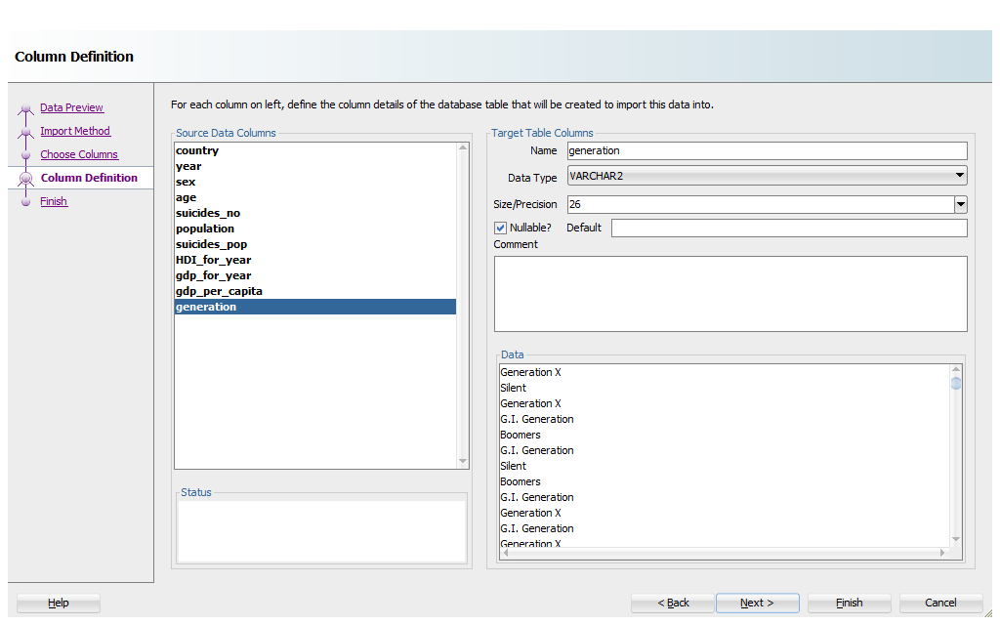 Column Definition
Data Preview
Import Method
Choose Columns
Column Definition
Finish
For each column on left, define the column details of the database table that will be created to import this data into.
Source Data Columns
country
year
sex
age
suicides_no
population
suicides_pop
HDI_for_year
gdp_for_year
gdp_per_capita
generation
Status
Target Table Columns
Name generation
Data Type VARCHAR2
Size/Precision 26
Nullable? Default
Comment
Data
Generation X
Silent
Generation X
G.I. Generation
Boomers
G.I. Generation
Silent
Boomers
G.I. Generation
Generation X
G.I. Generation
Generation X
Help < Back Next > Finish Cancel